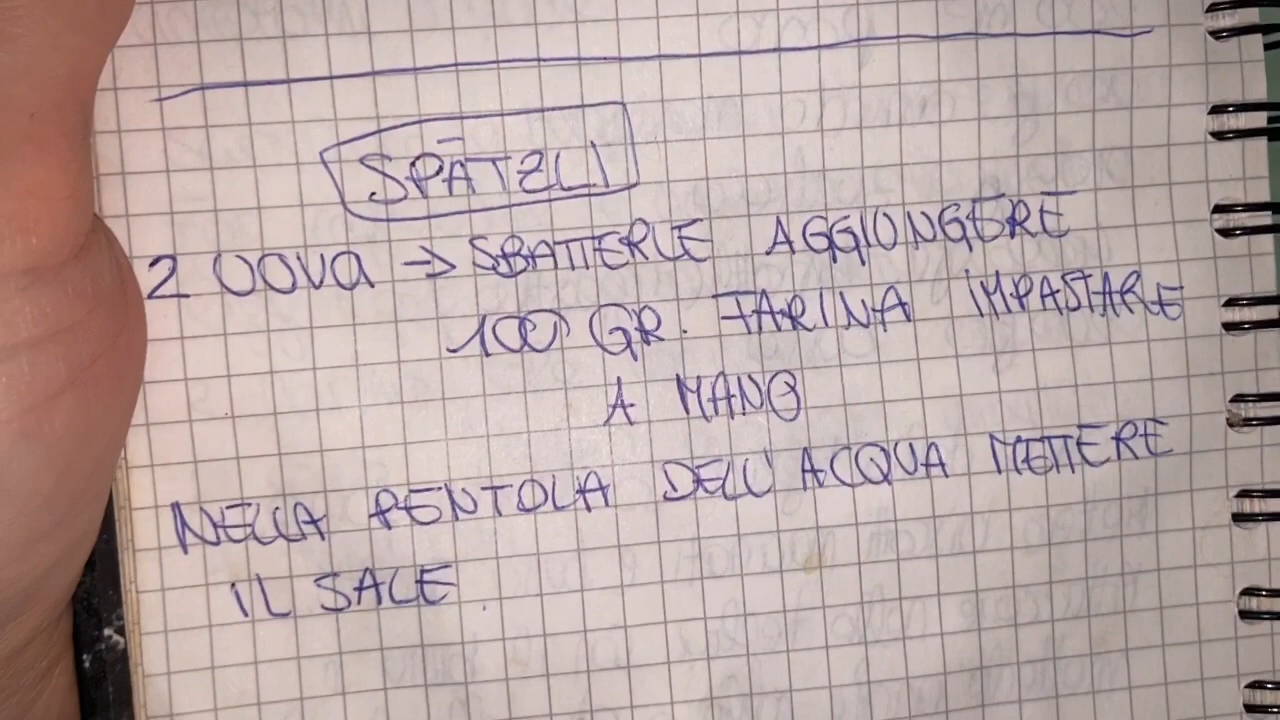 SPÄTZLI
2 UOVA → SBATTERLE AGGIUNGERE
100 GR. FARINA IMPASTARE
A MANO
NELLA PENTOLA DELL'ACQUA METTERE
IL SALE